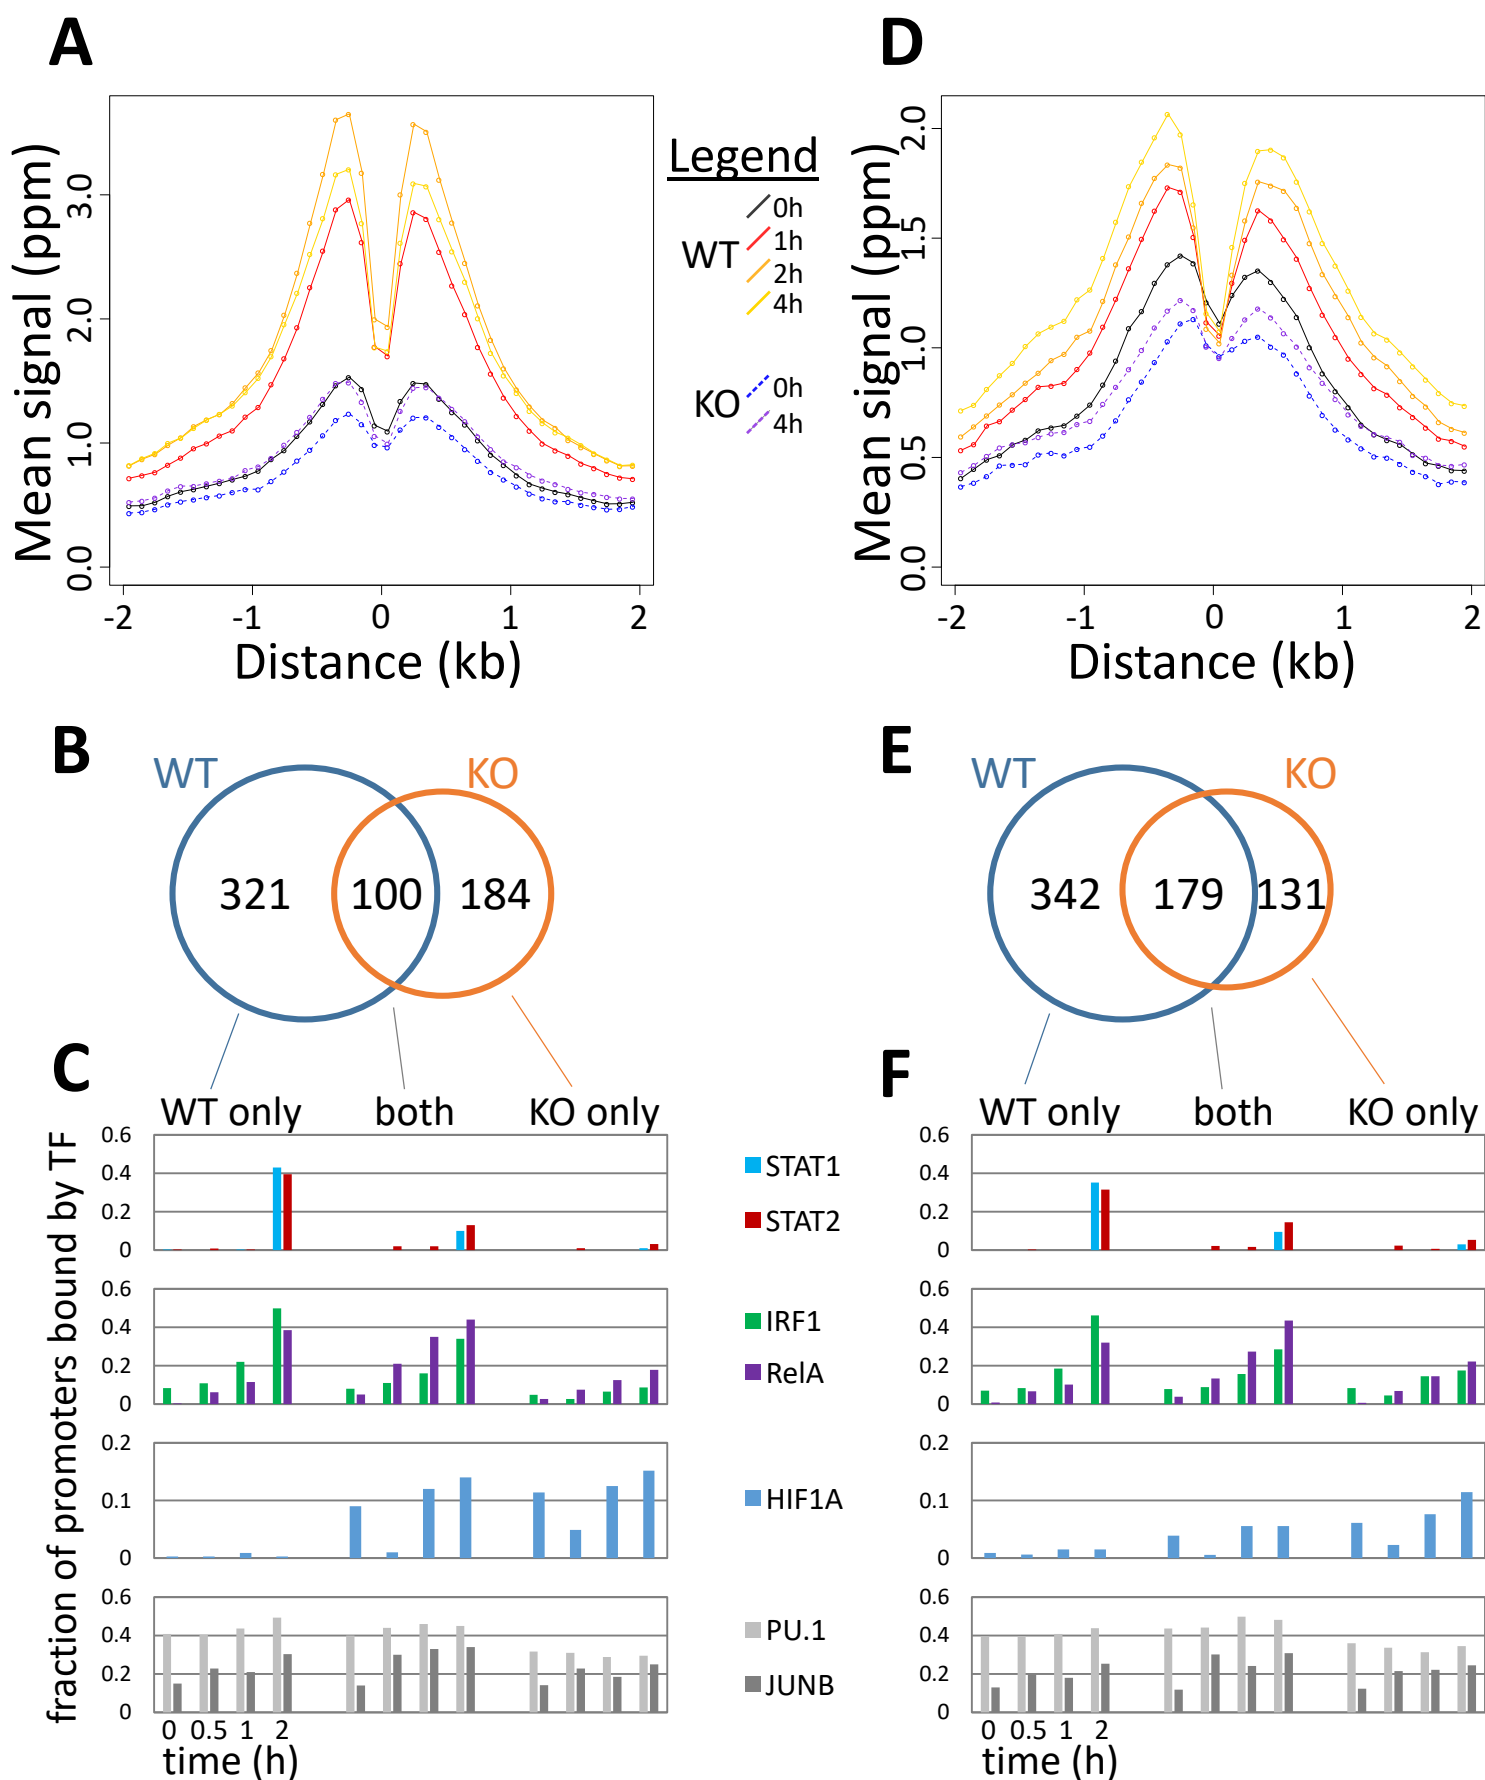 A
D
Mean signal (ppm)
0.0
1.0
2.0
3.0
-2
-1
0
1
2
Distance (kb)
Legend
WT
0h
1h
2h
4h
KO
0h
4h
Mean signal (ppm)
0.0
0.5
1.0
1.5
2.0
-2
-1
0
1
2
Distance (kb)
B
WT
KO
321
100
184
E
WT
KO
342
179
131
C
WT only
both
KO only
F
WT only
both
KO only
fraction of promoters bound by TF
0.6
0.4
0.2
0
0.6
0.4
0.2
0
0.2
0.1
0
0.6
0.4
0.2
0
0 0.5 1 2
time (h)
STAT1
STAT2
IRF1
RelA
HIF1A
PU.1
JUNB
0.6
0.4
0.2
0
0.6
0.4
0.2
0
0.2
0.1
0
0.6
0.4
0.2
0
0 0.5 1 2
time (h)